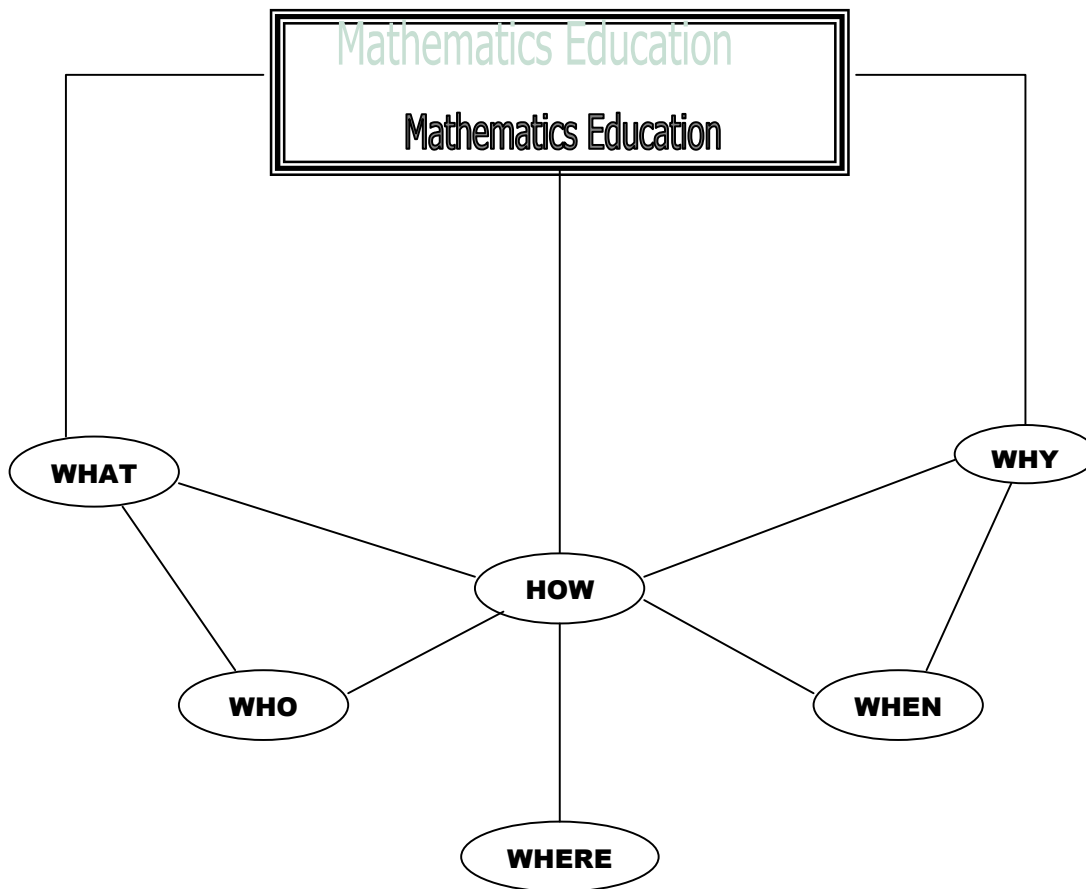 Mathematics Education
Mathematics Education
WHAT
WHY
HOW
WHO
WHEN
WHERE